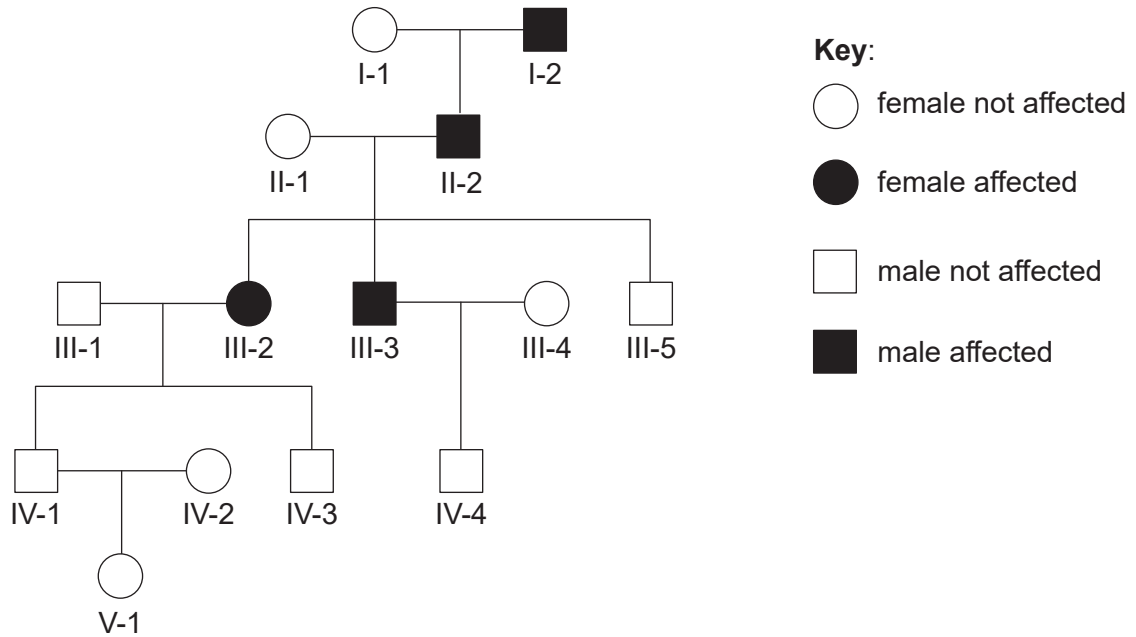 I-1
I-2
II-1
II-2
III-1
III-2
III-3
III-4
III-5
IV-1
IV-2
IV-3
IV-4
V-1
Key:
female not affected
female affected
male not affected
male affected